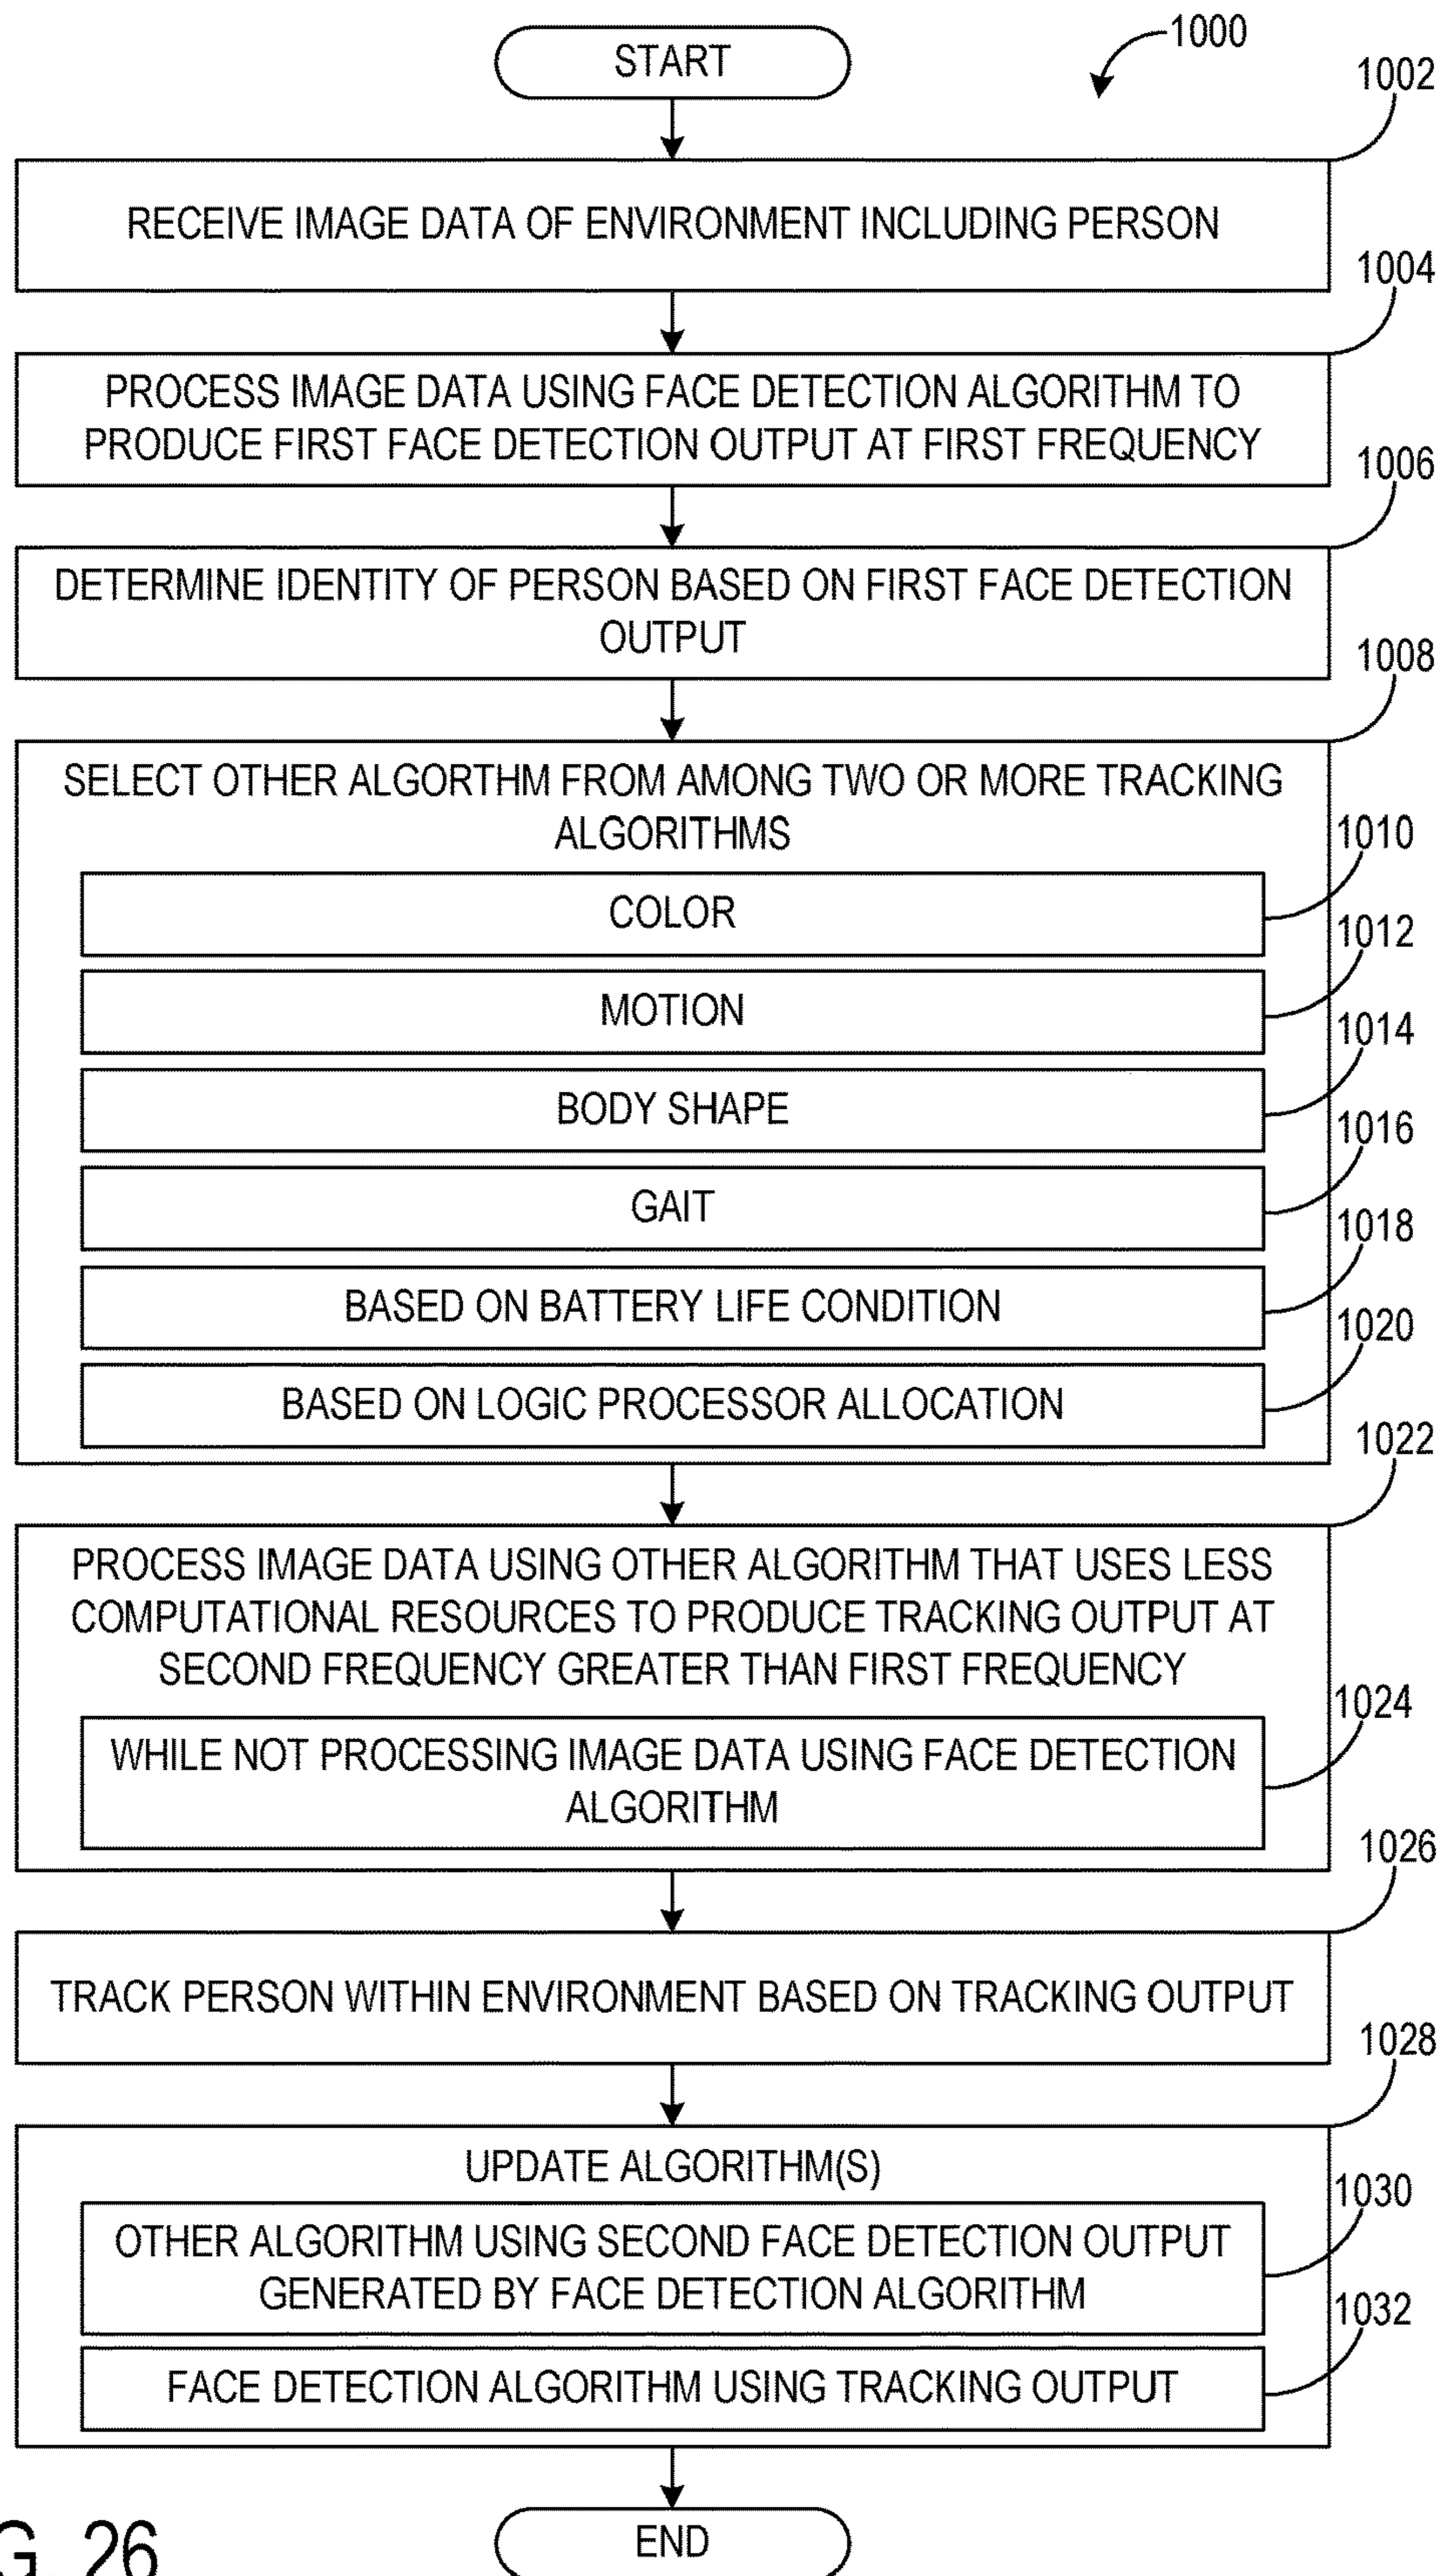 START
1000
1002
RECEIVE IMAGE DATA OF ENVIRONMENT INCLUDING PERSON
1004
PROCESS IMAGE DATA USING FACE DETECTION ALGORITHM TO
PRODUCE FIRST FACE DETECTION OUTPUT AT FIRST FREQUENCY
1006
DETERMINE IDENTITY OF PERSON BASED ON FIRST FACE DETECTION
OUTPUT
1008
SELECT OTHER ALGORTHM FROM AMONG TWO OR MORE TRACKING
ALGORITHMS
1010
COLOR
1012
MOTION
1014
BODY SHAPE
1016
GAIT
1018
BASED ON BATTERY LIFE CONDITION
1020
BASED ON LOGIC PROCESSOR ALLOCATION
1022
PROCESS IMAGE DATA USING OTHER ALGORITHM THAT USES LESS
COMPUTATIONAL RESOURCES TO PRODUCE TRACKING OUTPUT AT
SECOND FREQUENCY GREATER THAN FIRST FREQUENCY
1024
WHILE NOT PROCESSING IMAGE DATA USING FACE DETECTION
ALGORITHM
1026
TRACK PERSON WITHIN ENVIRONMENT BASED ON TRACKING OUTPUT
1028
UPDATE ALGORITHM(S)
1030
OTHER ALGORITHM USING SECOND FACE DETECTION OUTPUT
GENERATED BY FACE DETECTION ALGORITHM
1032
FACE DETECTION ALGORITHM USING TRACKING OUTPUT
END
G. 26